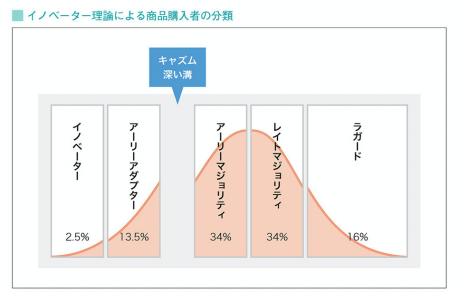 イノベーター理論による商品購入者の分類
キャズム
深い溝
イノベーター
アーリーアダプター
アーリーマジョリティ
レイトマジョリティ
ラガード
2.5%
13.5%
34%
34%
16%